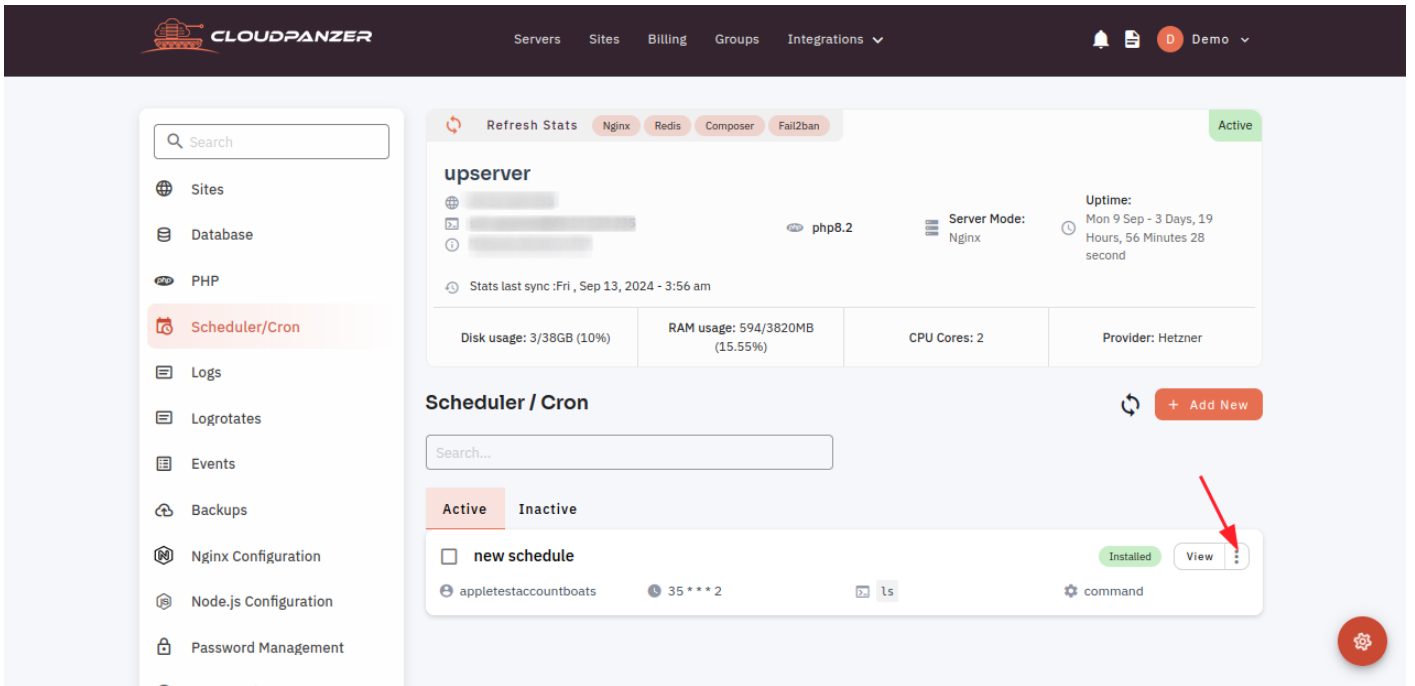 CLOUDPANZER
Servers Sites Billing Groups Integrations
D Demo
Search
Sites
Database
php PHP
Scheduler/Cron
Logs
Logrotates
Events
Backups
Nginx Configuration
Node.js Configuration
Password Management
Refresh Stats Nginx Redis Composer Fail2ban
Active
upserver
php php8.2
Server Mode:
Nginx
Uptime:
Mon 9 Sep - 3 Days, 19
Hours, 56 Minutes 28
second
Stats last sync :Fri , Sep 13, 2024 - 3:56 am
Disk usage: 3/38GB (10%)
RAM usage: 594/3820MB
(15.55%)
CPU Cores: 2
Provider: Hetzner
Scheduler / Cron
+ Add New
Search...
Active Inactive
new schedule
Installed View
appletestaccountboats 35 * * * 2 ls command